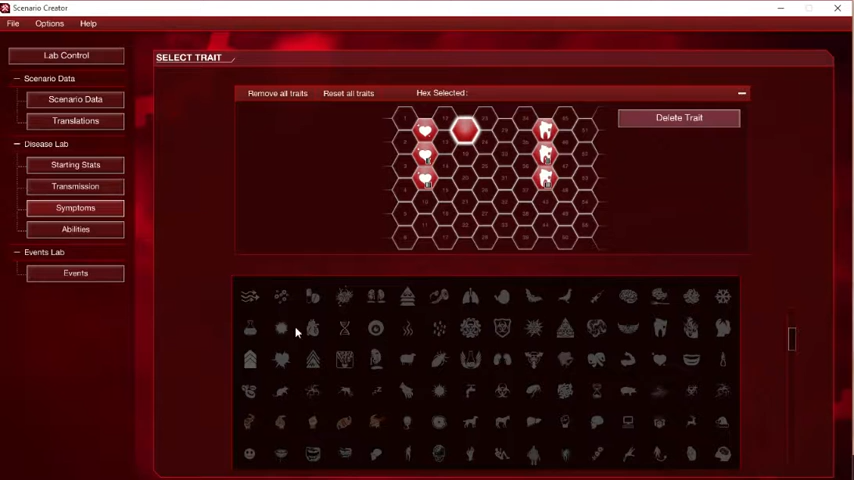 Scenario Creator
File Options Help
Lab Control
Scenario Data
Scenario Data
Translations
Disease Lab
Starting Stats
Transmission
Symptoms
Abilities
Events Lab
Events
SELECT TRAIT
Remove all traits Reset all traits Hex Selected:
Delete Trait